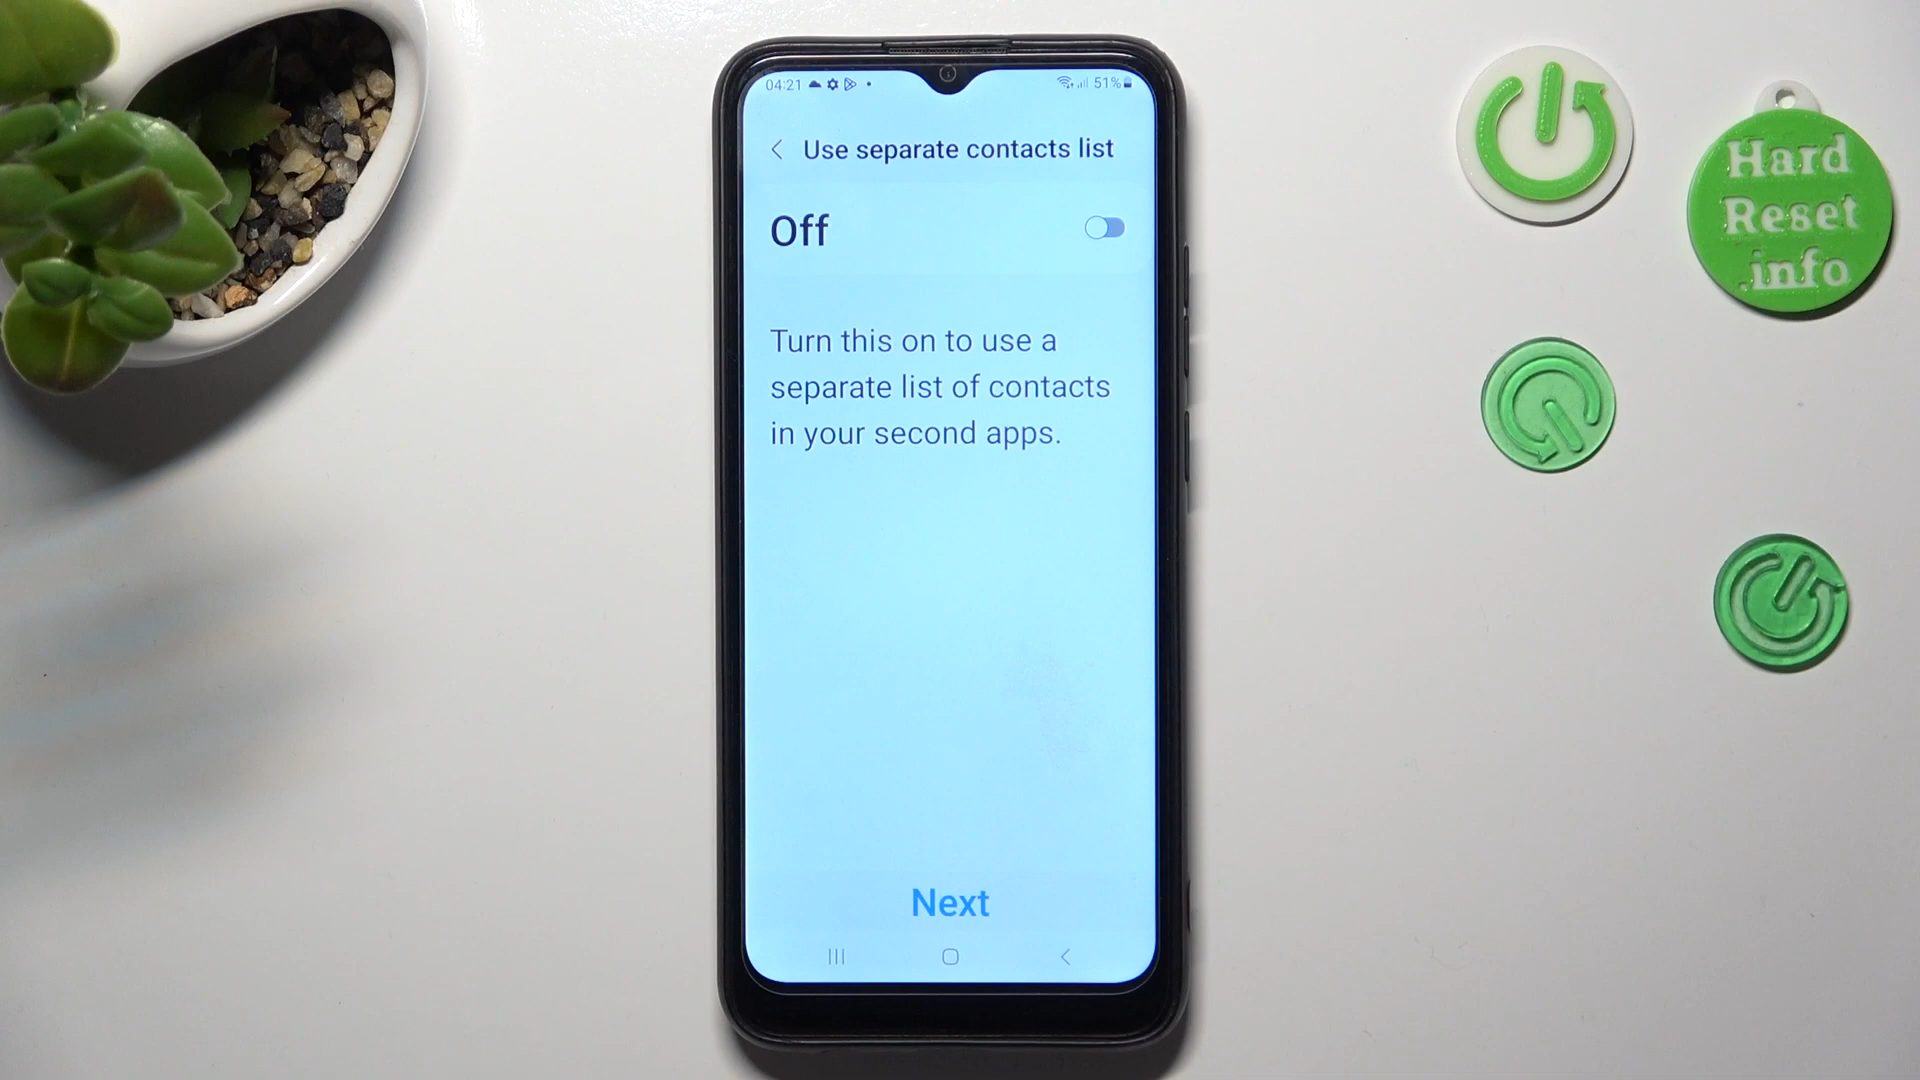 04:21
51%
Use separate contacts list
Off
Turn this on to use a
separate list of contacts
in your second apps.
Next
Hard
Reset
.info